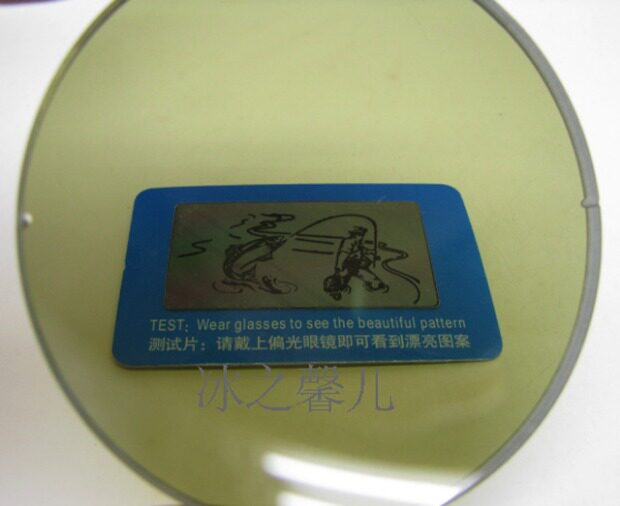 TEST: Wear glasses to see the beautiful pattern
测试片：请戴上偏光眼镜即可看到漂亮图案
冰之馨儿